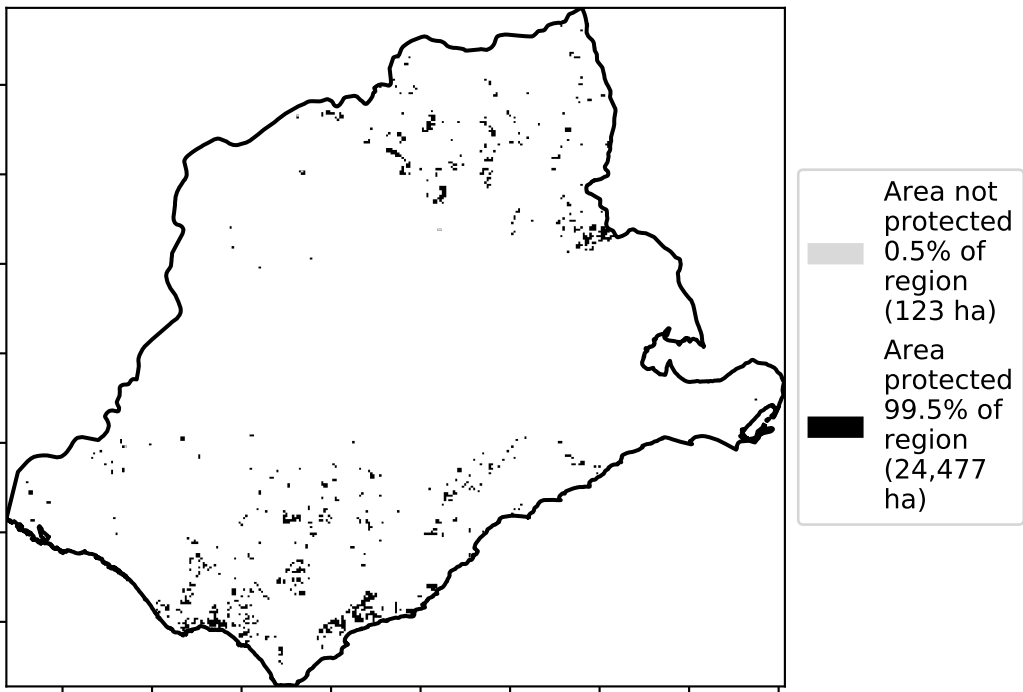 Area not
protected
0.5% of
region
(123 ha)
Area
protected
99.5% of
region
(24,477
ha)